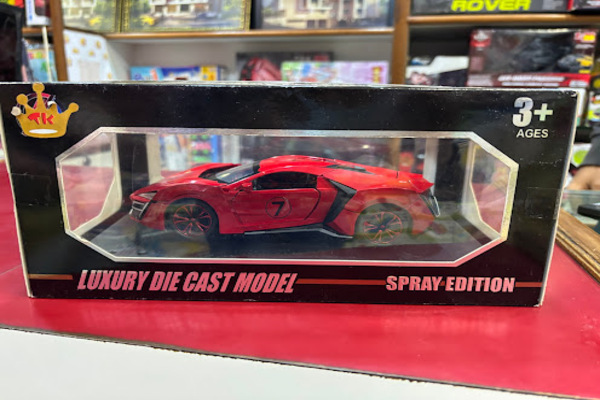 ROVER
TK
3+
AGES
7
LUXURY DIE CAST MODEL
SPRAY EDITION